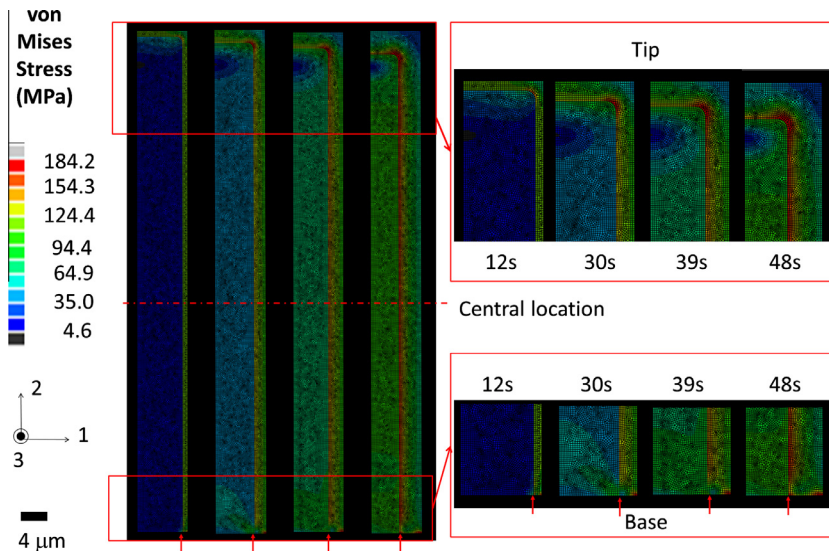 von
Mises
Stress
(MPa)
184.2
154.3
124.4
94.4
64.9
35.0
4.6
2
1
3
4 μm
Tip
12s 30s 39s 48s
Central location
12s 30s 39s 48s
Base